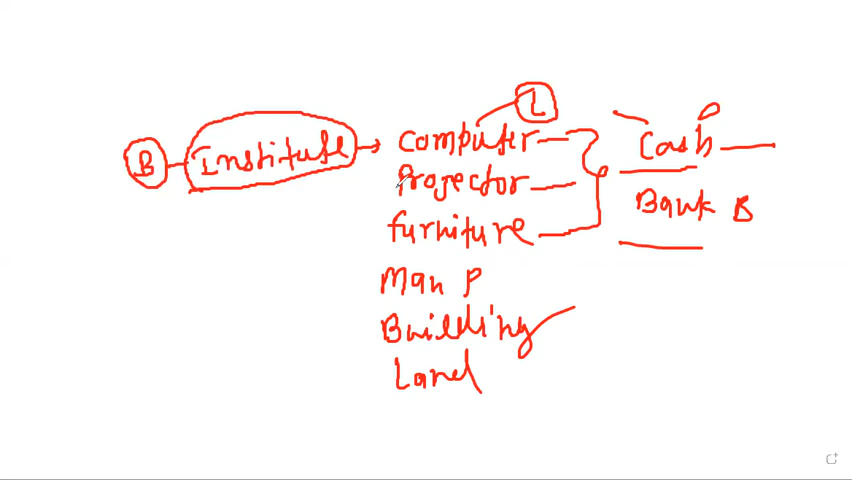 L
B Institute → Computer
Cash
Projector
Bank B
furniture
Man P
Building
Land